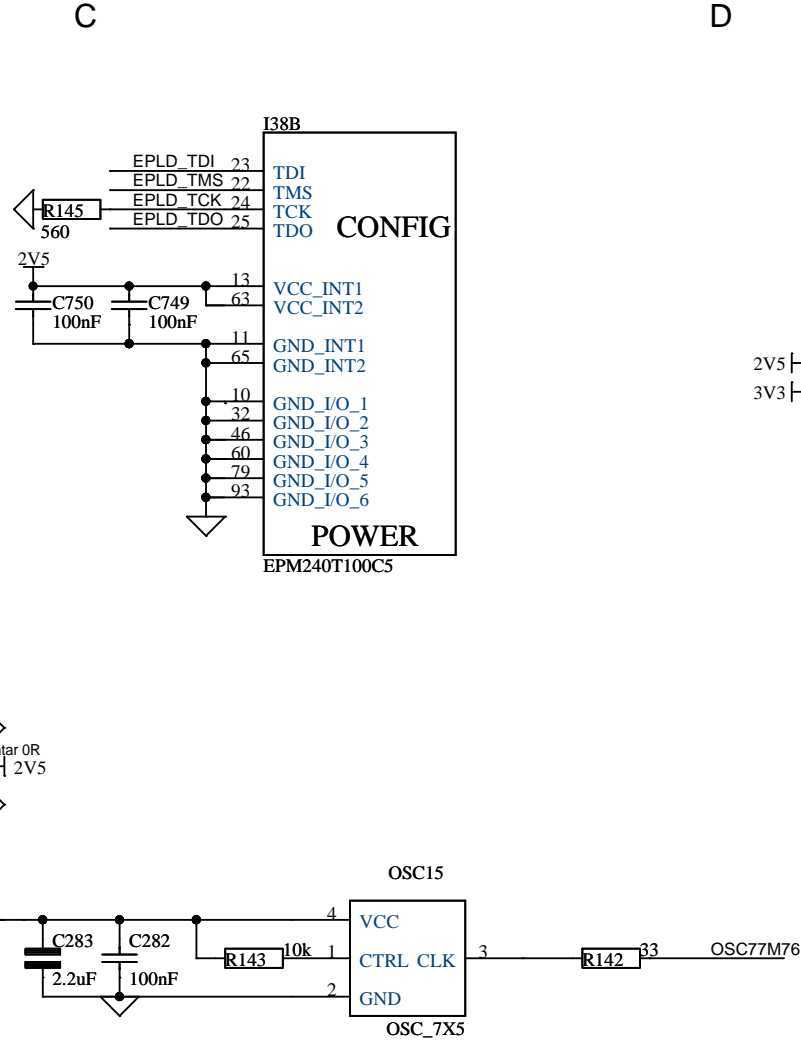 C D
I38B
EPLD_TDI 23 TDI
EPLD_TMS 22 TMS
EPLD_TCK 24 TCK
R145
EPLD_TDO 25 TDO
560
CONFIG
2V5
13 VCC_INT1
63 VCC_INT2
C750 C749
100nF 100nF
11 GND_INT1
65 GND_INT2
2V5
3V3
10 GND_I/O_1
32 GND_I/O_2
46 GND_I/O_3
60 GND_I/O_4
79 GND_I/O_5
93 GND_I/O_6
POWER
EPM240T100C5
tar 0R
2V5
OSC15
4 VCC
C283 C282
R143 10k 1 CTRL CLK 3 R142 33 OSC77M76
2.2uF 100nF
2 GND
OSC_7X5